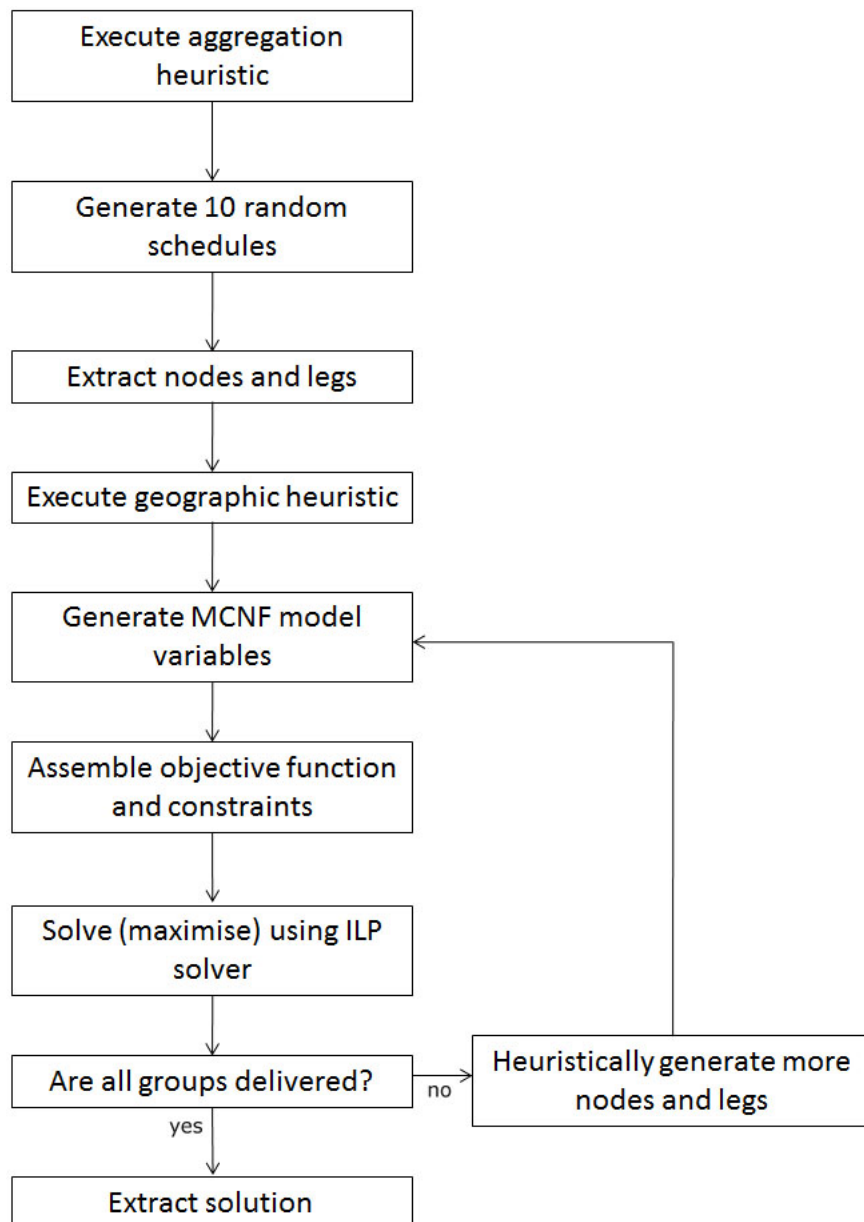 Execute aggregation
heuristic
Generate 10 random
schedules
Extract nodes and legs
Execute geographic heuristic
Generate MCNF model
variables
Assemble objective function
and constraints
Solve (maximise) using ILP
solver
Are all groups delivered?
no
Heuristically generate more
nodes and legs
yes
Extract solution